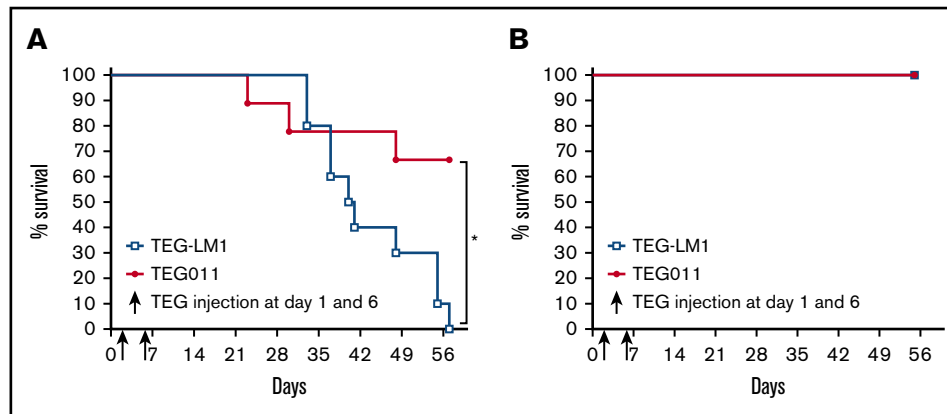 A
% survival
100
90
80
70
60
50
40
30
20
10
0
TEG-LM1
TEG011
TEG injection at day 1 and 6
*
0 7 14 21 28 35 42 49 56
Days
B
% survival
100
90
80
70
60
50
40
30
20
10
0
TEG-LM1
TEG011
TEG injection at day 1 and 6
0 7 14 21 28 35 42 49 56
Days